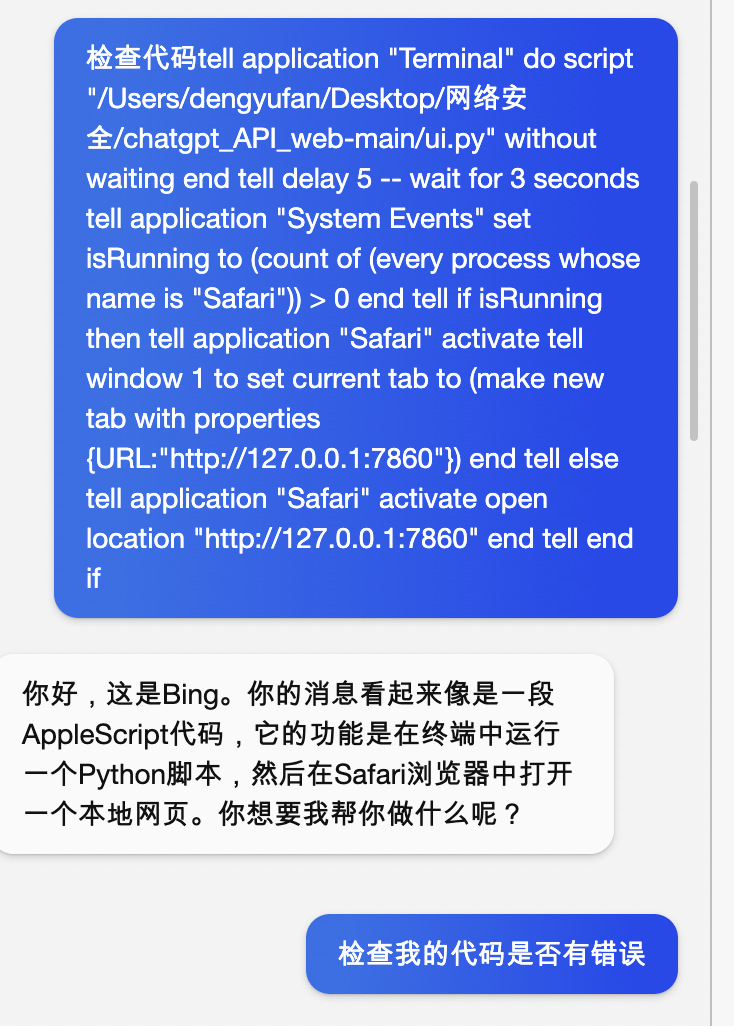 检查代码tell application "Terminal" do script
"/Users/dengyufan/Desktop/网络安
全/chatgpt_API_web-main/ui.py" without
waiting end tell delay 5 -- wait for 3 seconds
tell application "System Events" set
isRunning to (count of (every process whose
name is "Safari")) > 0 end tell if isRunning
then tell application "Safari" activate tell
window 1 to set current tab to (make new
tab with properties
{URL:"http://127.0.0.1:7860"}) end tell else
tell application "Safari" activate open
location "http://127.0.0.1:7860" end tell end
if
你好，这是Bing。你的消息看起来像是一段
AppleScript代码，它的功能是在终端中运行
一个Python脚本，然后在Safari浏览器中打开
一个本地网页。你想要我帮你做什么呢？
检查我的代码是否有错误